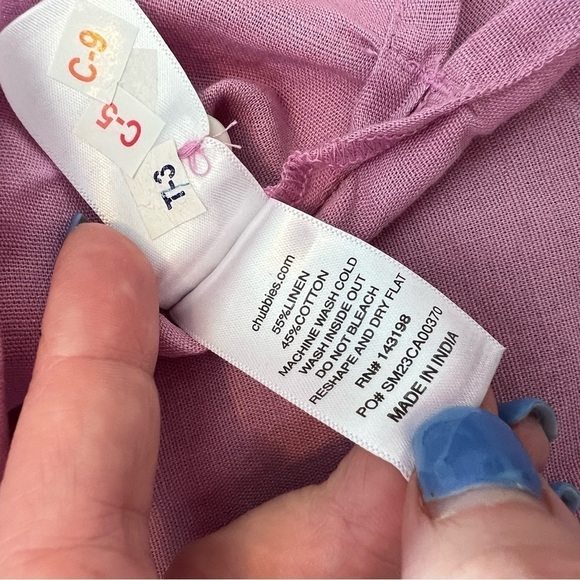 C-9
C-5
T-3
chubbies.com
55%LINEN
45%COTTON
MACHINE WASH COLD
WASH INSIDE OUT
DO NOT BLEACH
RESHAPE AND DRY FLAT
RN# 143198
PO# SM23CA00370
MADE IN INDIA